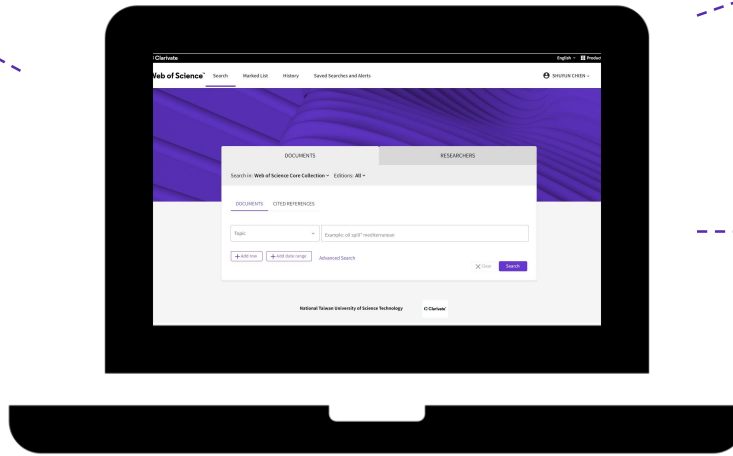 Clarivate
English
Product
Web of Science™
Search
Marked List
History
Saved Searches and Alerts
SHUYUN CHIEN
DOCUMENTS
RESEARCHERS
Search in: Web of Science Core Collection Editions: All
DOCUMENTS
CITED REFERENCES
Topic
Example: oil spill* mediterranean
+ Add row
+ Add date range
Advanced Search
× Clear
Search
National Taiwan University of Science Technology
Clarivate